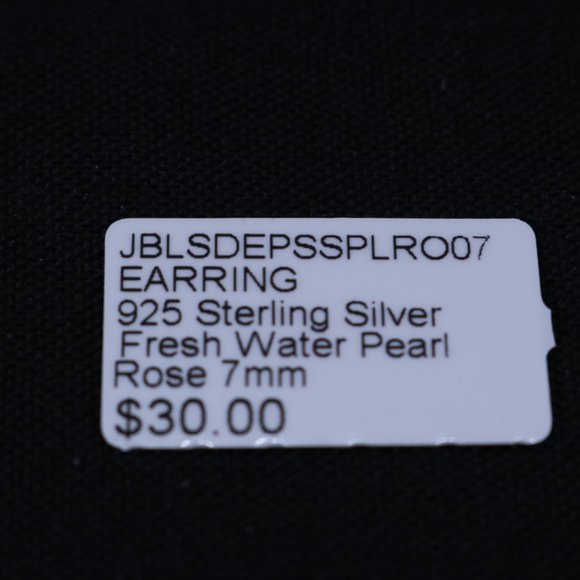 JBLSDEPSSPLRO07
EARRING
925 Sterling Silver
Fresh Water Pearl
Rose 7mm
$30.00